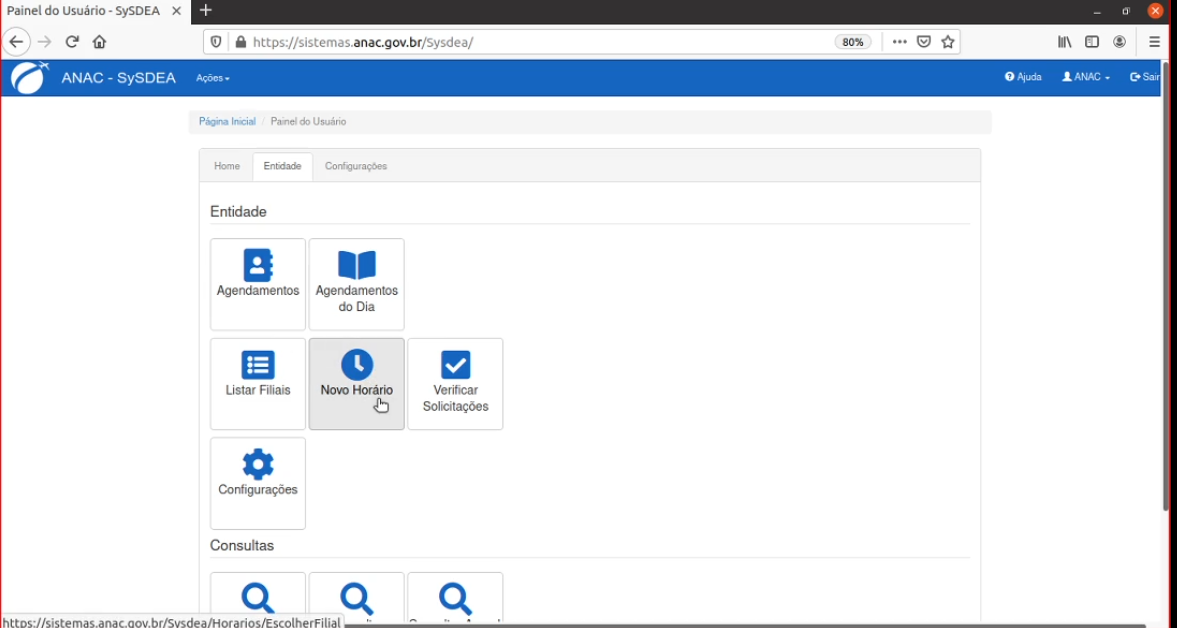 Painel do Usuário - SySDEA
https://sistemas.anac.gov.br/Sysdea/
80%
ANAC - SySDEA
Ações
Ajuda
ANAC
Sair
Página Inicial / Painel do Usuário
Home
Entidade
Configurações
Entidade
Agendamentos
Agendamentos
do Dia
Listar Filiais
Novo Horário
Verificar
Solicitações
Configurações
Consultas
https://sistemas.anac.gov.br/Sysdea/Horarios/EscolherFilial